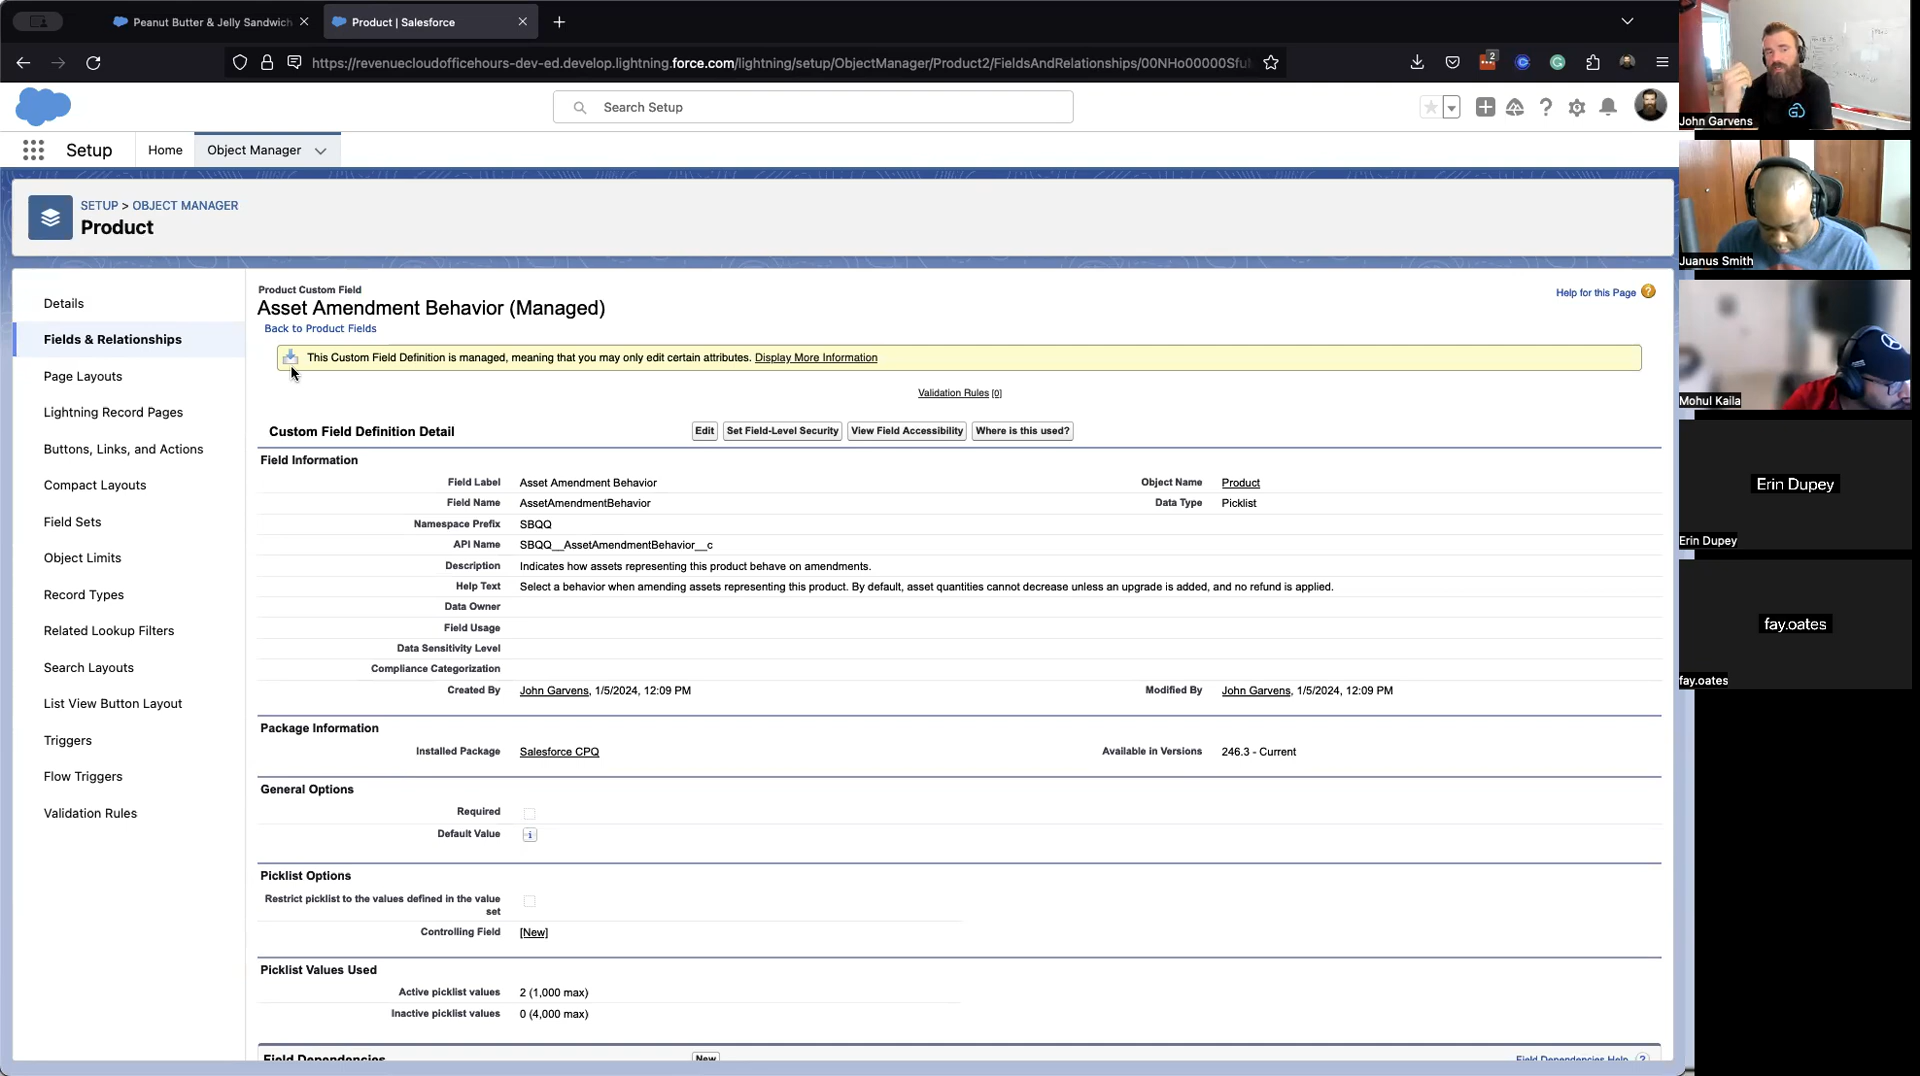 Peanut Butter & Jelly Sandwich
Product | Salesforce
2
https://revenuecloudofficehours-dev-ed.develop.lightning.force.com/lightning/setup/ObjectManager/Product2/FieldsAndRelationships/00NHo00000Sfu
Search Setup
Setup
Home
Object Manager
SETUP > OBJECT MANAGER
Product
Details
Fields & Relationships
Page Layouts
Lightning Record Pages
Buttons, Links, and Actions
Compact Layouts
Field Sets
Object Limits
Record Types
Related Lookup Filters
Search Layouts
List View Button Layout
Triggers
Flow Triggers
Validation Rules
Product Custom Field
Asset Amendment Behavior (Managed)
Back to Product Fields
Help for this Page
This Custom Field Definition is managed, meaning that you may only edit certain attributes. Display More Information
Validation Rules [0]
Custom Field Definition Detail
Edit
Set Field-Level Security
View Field Accessibility
Where is this used?
Field Information
Field Label Asset Amendment Behavior Object Name Product
Field Name AssetAmendmentBehavior Data Type Picklist
Namespace Prefix SBQQ
API Name SBQQ__AssetAmendmentBehavior__c
Description Indicates how assets representing this product behave on amendments.
Help Text Select a behavior when amending assets representing this product. By default, asset quantities cannot decrease unless an upgrade is added, and no refund is applied.
Data Owner
Field Usage
Data Sensitivity Level
Compliance Categorization
Created By John Garvens, 1/5/2024, 12:09 PM Modified By John Garvens, 1/5/2024, 12:09 PM
Package Information
Installed Package Salesforce CPQ Available in Versions 246.3 - Current
General Options
Required
Default Value
Picklist Options
Restrict picklist to the values defined in the value
set
Controlling Field [New]
Picklist Values Used
Active picklist values 2 (1,000 max)
Inactive picklist values 0 (4,000 max)
Field Dependencies New Field Dependencies Help
John Garvens
Juanus Smith
Mohul Kaila
Erin Dupey
Erin Dupey
fay.oates
fay.oates